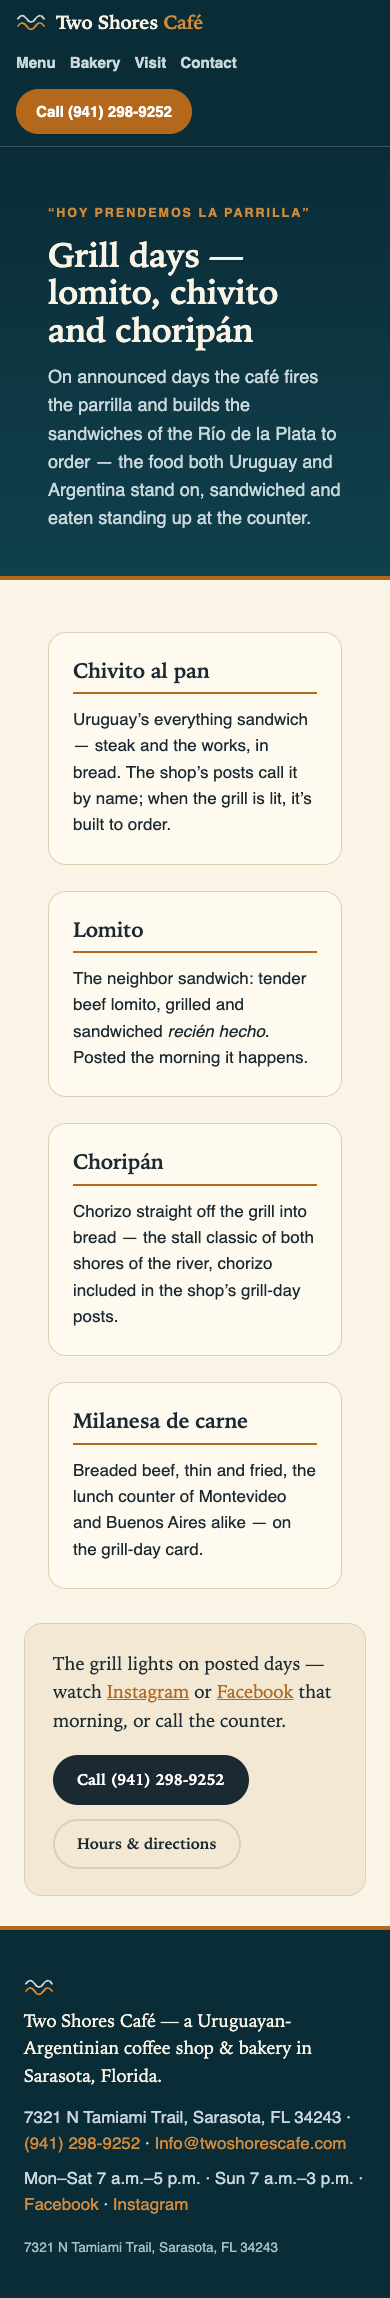 Two Shores Café
Menu Bakery Visit Contact
Call (941) 298-9252
“HOY PRENDEMOS LA PARRILLA”
Grill days —
lomito, chivito
and choripán
On announced days the café fires
the parrilla and builds the
sandwiches of the Río de la Plata to
order — the food both Uruguay and
Argentina stand on, sandwiched and
eaten standing up at the counter.
Chivito al pan
Uruguay’s everything sandwich
— steak and the works, in
bread. The shop’s posts call it
by name; when the grill is lit, it’s
built to order.
Lomito
The neighbor sandwich: tender
beef lomito, grilled and
sandwiched recién hecho.
Posted the morning it happens.
Choripán
Chorizo straight off the grill into
bread — the stall classic of both
shores of the river, chorizo
included in the shop’s grill-day
posts.
Milanesa de carne
Breaded beef, thin and fried, the
lunch counter of Montevideo
and Buenos Aires alike — on
the grill-day card.
The grill lights on posted days —
watch Instagram or Facebook that
morning, or call the counter.
Call (941) 298-9252
Hours & directions
Two Shores Café — a Uruguayan-
Argentinian coffee shop & bakery in
Sarasota, Florida.
7321 N Tamiami Trail, Sarasota, FL 34243 ·
(941) 298-9252 · Info@twoshorescafe.com
Mon–Sat 7 a.m.–5 p.m. · Sun 7 a.m.–3 p.m. ·
Facebook · Instagram
7321 N Tamiami Trail, Sarasota, FL 34243